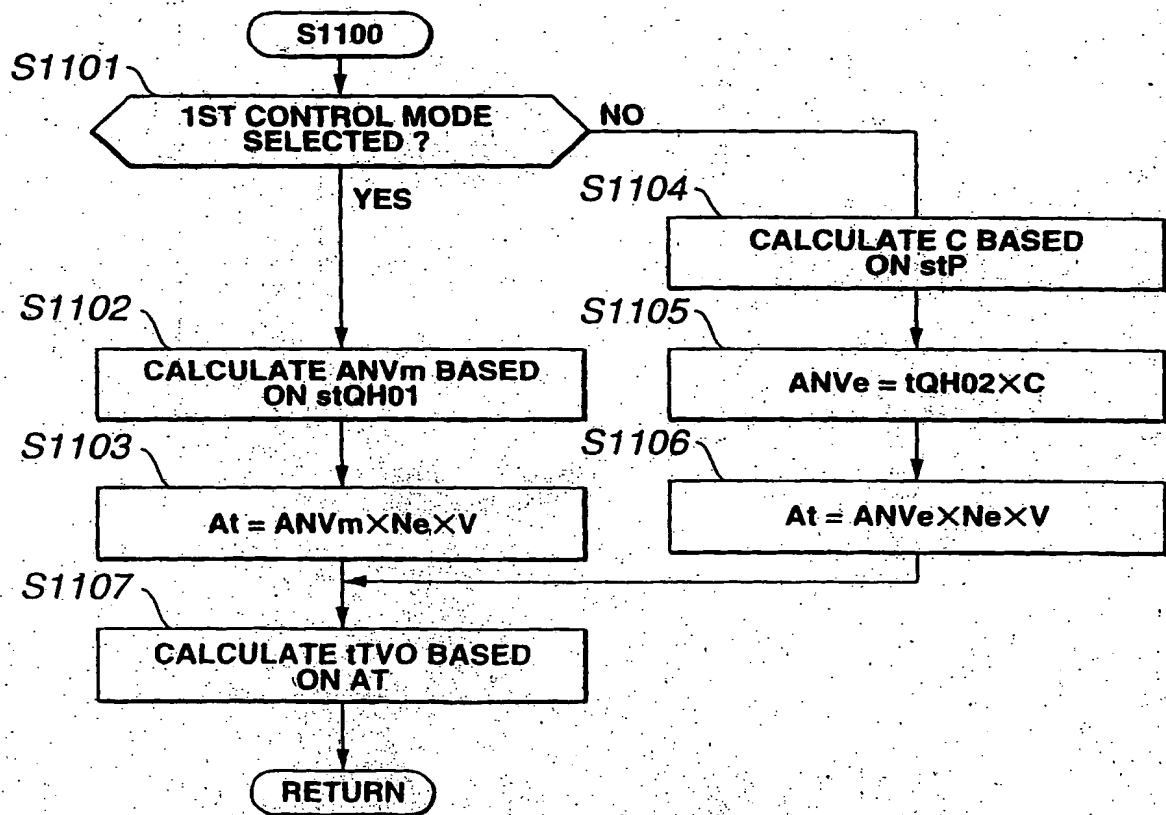 S1100
S1101
1ST CONTROL MODE
SELECTED ?
NO
YES
S1104
CALCULATE C BASED
ON stP
S1102
CALCULATE ANVm BASED
ON stQH01
S1105
ANVe = tQH02×C
S1103
At = ANVm×Ne×V
S1106
At = ANVe×Ne×V
S1107
CALCULATE tTVO BASED
ON AT
RETURN